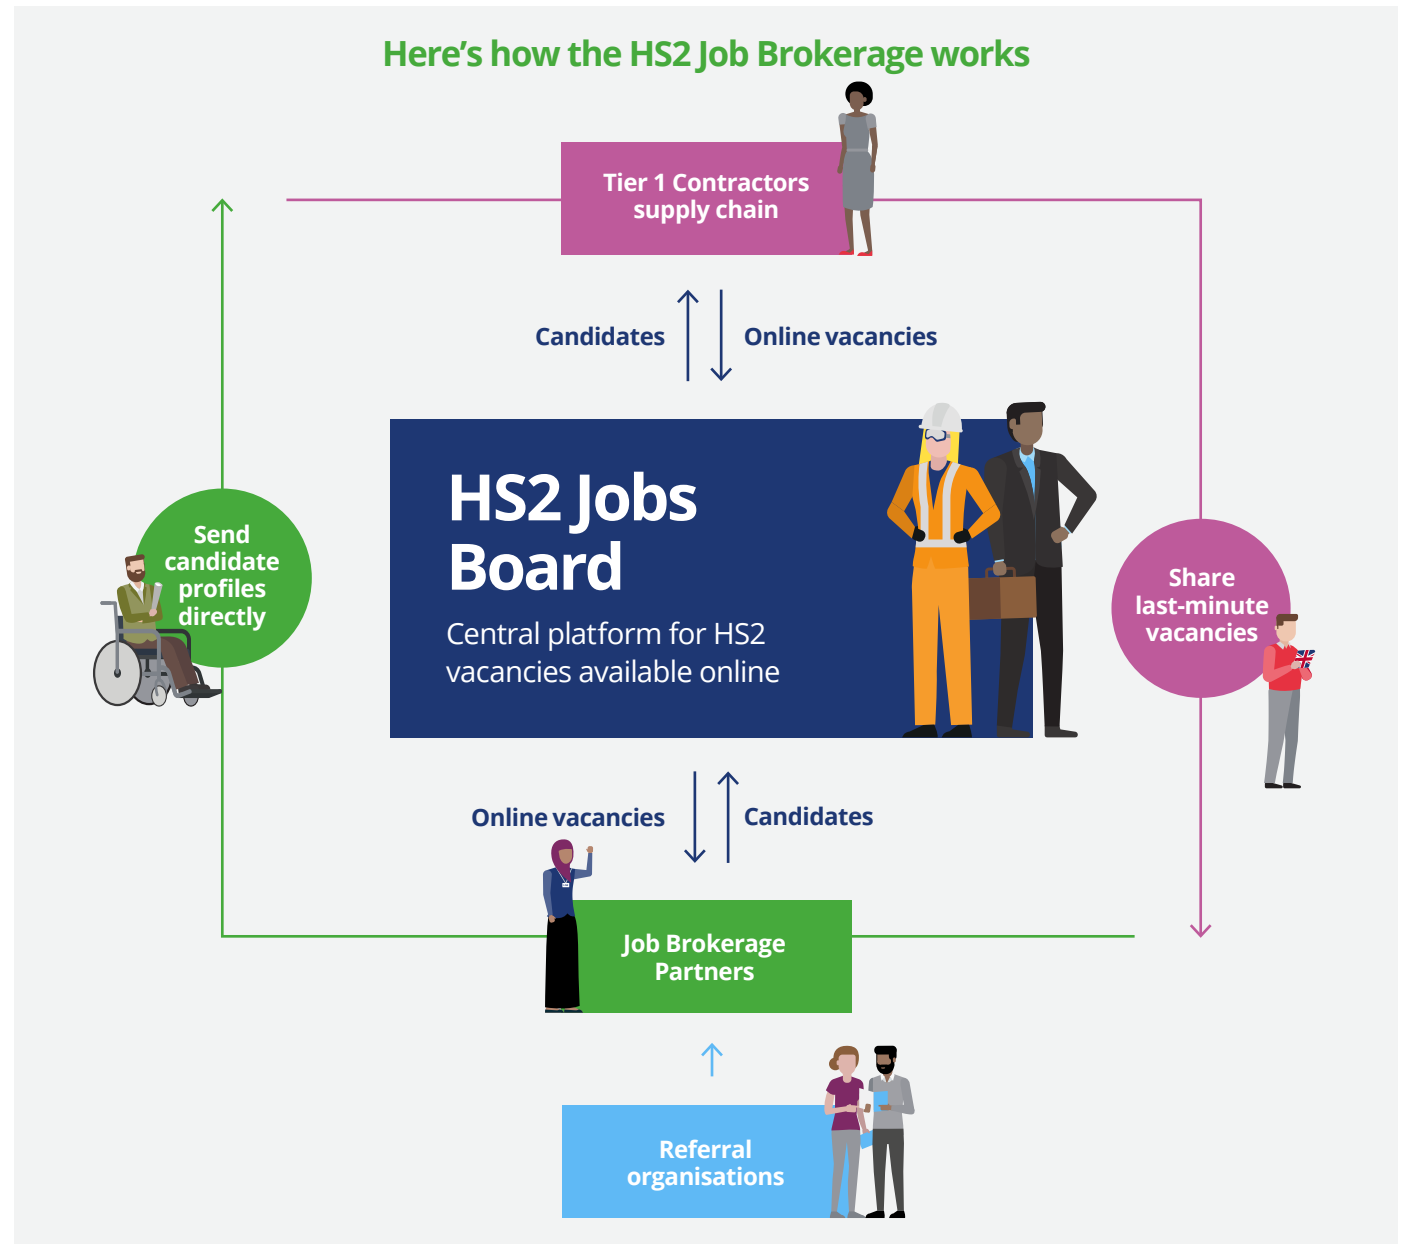 Here’s how the HS2 Job Brokerage works
Tier 1 Contractors
supply chain
Candidates
Online vacancies
HS2 Jobs
Board
Central platform for HS2
vacancies available online
Send
candidate
profiles
directly
Share
last-minute
vacancies
Online vacancies
Candidates
Job Brokerage
Partners
Referral
organisations